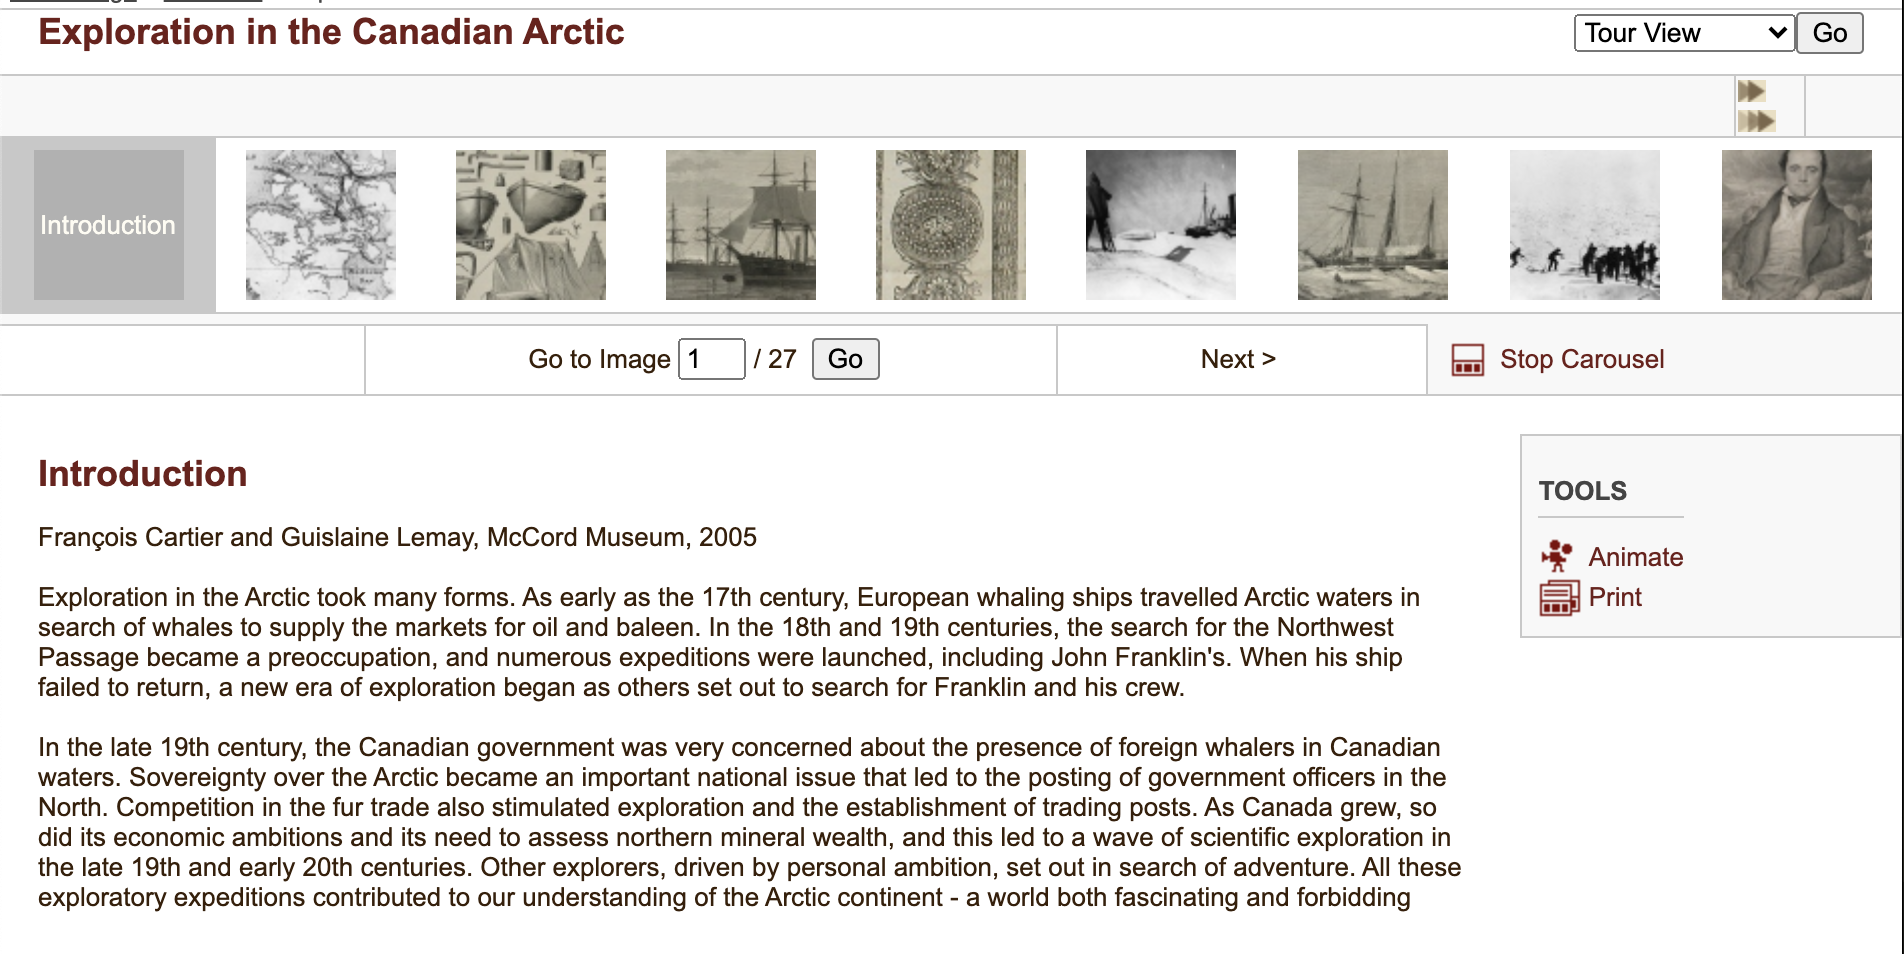 Exploration in the Canadian Arctic
Tour View
Go
Introduction
Go to Image 1 / 27 Go
Next >
Stop Carousel
Introduction
François Cartier and Guislaine Lemay, McCord Museum, 2005
Exploration in the Arctic took many forms. As early as the 17th century, European whaling ships travelled Arctic waters in
search of whales to supply the markets for oil and baleen. In the 18th and 19th centuries, the search for the Northwest
Passage became a preoccupation, and numerous expeditions were launched, including John Franklin's. When his ship
failed to return, a new era of exploration began as others set out to search for Franklin and his crew.
In the late 19th century, the Canadian government was very concerned about the presence of foreign whalers in Canadian
waters. Sovereignty over the Arctic became an important national issue that led to the posting of government officers in the
North. Competition in the fur trade also stimulated exploration and the establishment of trading posts. As Canada grew, so
did its economic ambitions and its need to assess northern mineral wealth, and this led to a wave of scientific exploration in
the late 19th and early 20th centuries. Other explorers, driven by personal ambition, set out in search of adventure. All these
exploratory expeditions contributed to our understanding of the Arctic continent - a world both fascinating and forbidding
TOOLS
Animate
Print